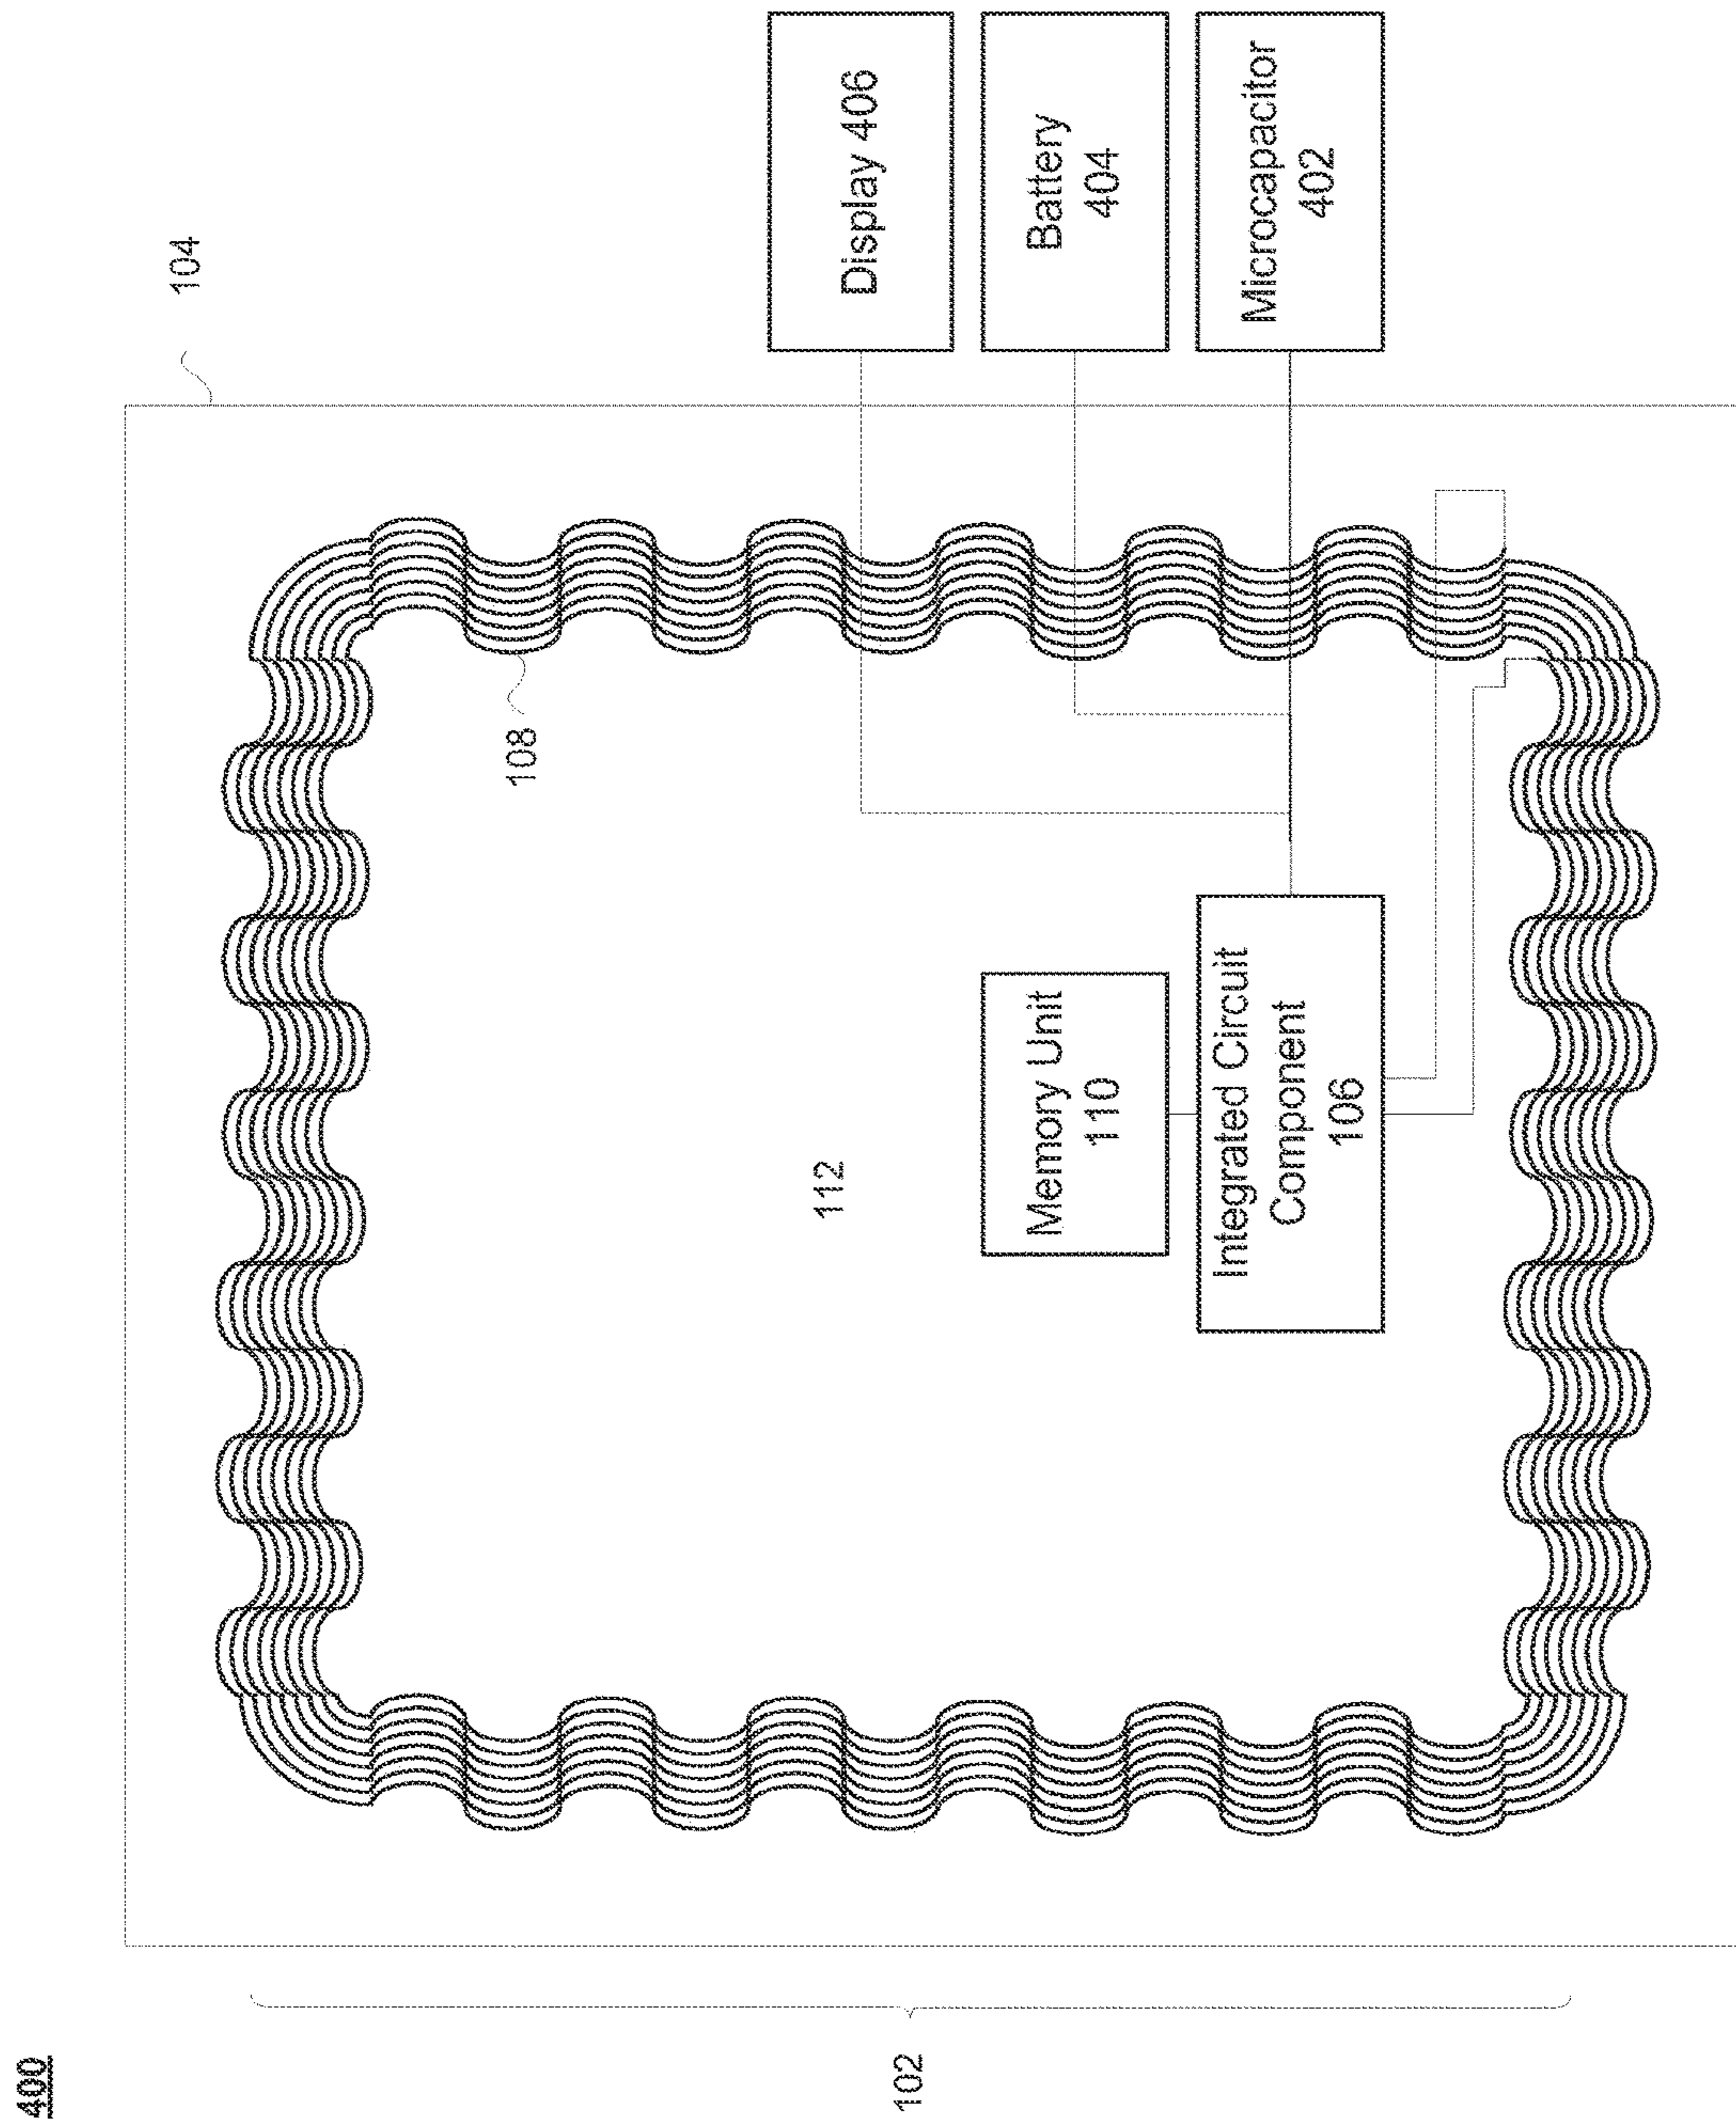 400
102
104
108
112
Memory Unit
110
Integrated Circuit
Component
106
Display 406
Battery
404
Microcapacitor
402